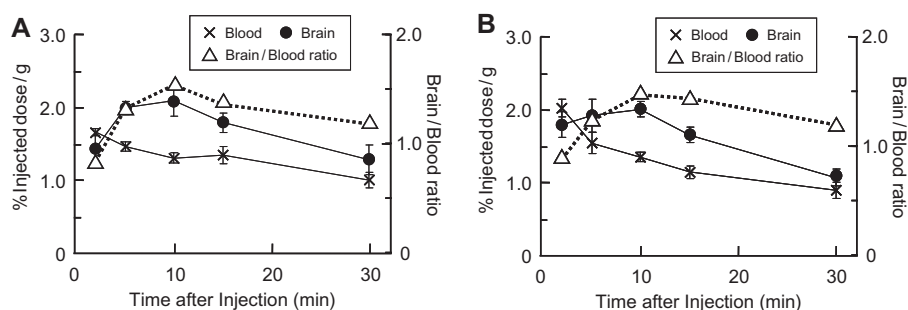 A
Blood Brain
Brain/Blood ratio
% Injected dose/g
3.0
2.0
1.0
0
2.0
1.0
0
Brain/Blood ratio
0 10 20 30
Time after Injection (min)
B
Blood Brain
Brain/Blood ratio
% Injected dose/g
3.0
2.0
1.0
0
2.0
1.0
0
Brain/Blood ratio
0 10 20 30
Time after Injection (min)